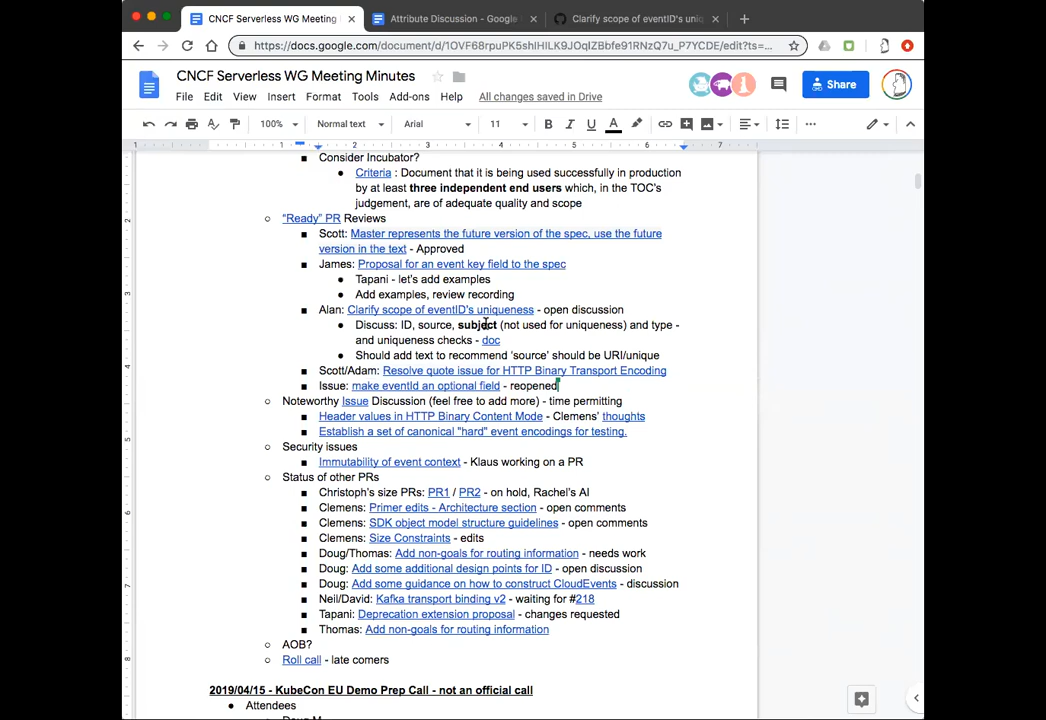 CNCF Serverless WG Meeting
Attribute Discussion - Google
Clarify scope of eventID's uniq
CNCF Serverless WG Meeting Minutes
File Edit View Insert Format Tools Add-ons Help All changes saved in Drive
Share
100% Normal text Arial 11 B I U A
1 1 2 3 4 5 6 7
Consider Incubator?
Criteria : Document that it is being used successfully in production
by at least three independent end users which, in the TOC's
judgement, are of adequate quality and scope
"Ready" PR Reviews
Scott: Master represents the future version of the spec, use the future
version in the text - Approved
James: Proposal for an event key field to the spec
Tapani - let's add examples
Add examples, review recording
Alan: Clarify scope of eventID's uniqueness - open discussion
Discuss: ID, source, subject (not used for uniqueness) and type -
and uniqueness checks - doc
Should add text to recommend 'source' should be URI/unique
Scott/Adam: Resolve quote issue for HTTP Binary Transport Encoding
Issue: make eventId an optional field - reopened
Noteworthy Issue Discussion (feel free to add more) - time permitting
Header values in HTTP Binary Content Mode - Clemens' thoughts
Establish a set of canonical "hard" event encodings for testing.
Security issues
Immutability of event context - Klaus working on a PR
Status of other PRs
Christoph's size PRs: PR1 / PR2 - on hold, Rachel's AI
Clemens: Primer edits - Architecture section - open comments
Clemens: SDK object model structure guidelines - open comments
Clemens: Size Constraints - edits
Doug/Thomas: Add non-goals for routing information - needs work
Doug: Add some additional design points for ID - open discussion
Doug: Add some guidance on how to construct CloudEvents - discussion
Neil/David: Kafka transport binding v2 - waiting for #218
Tapani: Deprecation extension proposal - changes requested
Thomas: Add non-goals for routing information
AOB?
Roll call - late comers
2019/04/15 - KubeCon EU Demo Prep Call - not an official call
Attendees
Doug M